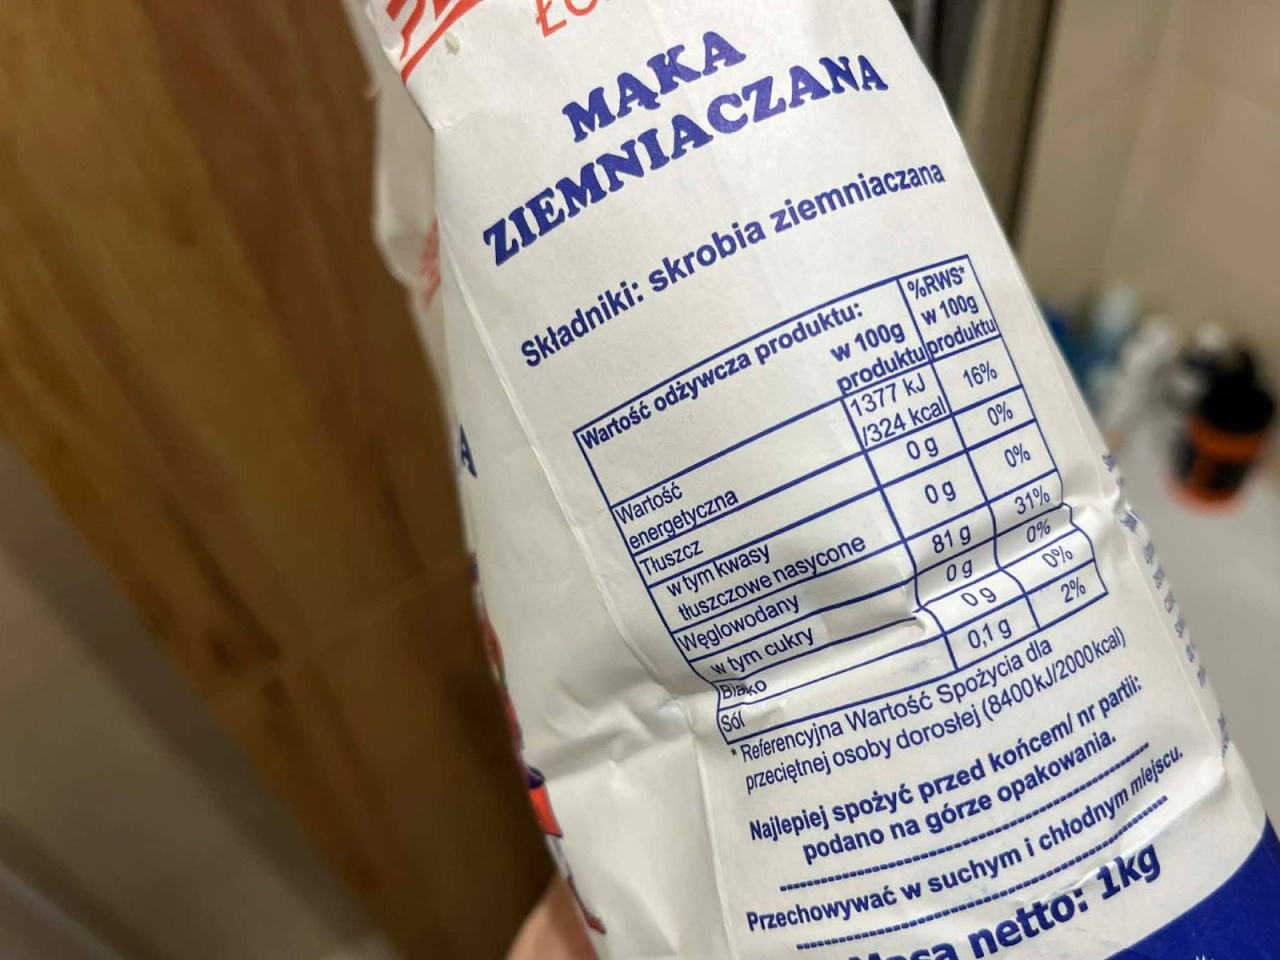 MĄKA
ZIEMNIACZANA
Składniki: skrobia ziemniaczana
Wartość odżywcza produktu:
w 100g
produktu
%RWS*
w 100g
produktu
Wartość
energetyczna
1377 kJ
/324 kcal
16%
Tłuszcz
0 g
0%
w tym kwasy
tłuszczowe nasycone
0 g
0%
Węglowodany
81 g
31%
w tym cukry
0 g
0%
Białko
0 g
0%
Sól
0,1 g
2%
* Referencyjna Wartość Spożycia dla
przeciętnej osoby dorosłej (8400kJ/2000kcal)
Najlepiej spożyć przed końcem/ nr partii:
podano na górze opakowania.
Przechowywać w suchym i chłodnym miejscu.
Masa netto: 1kg